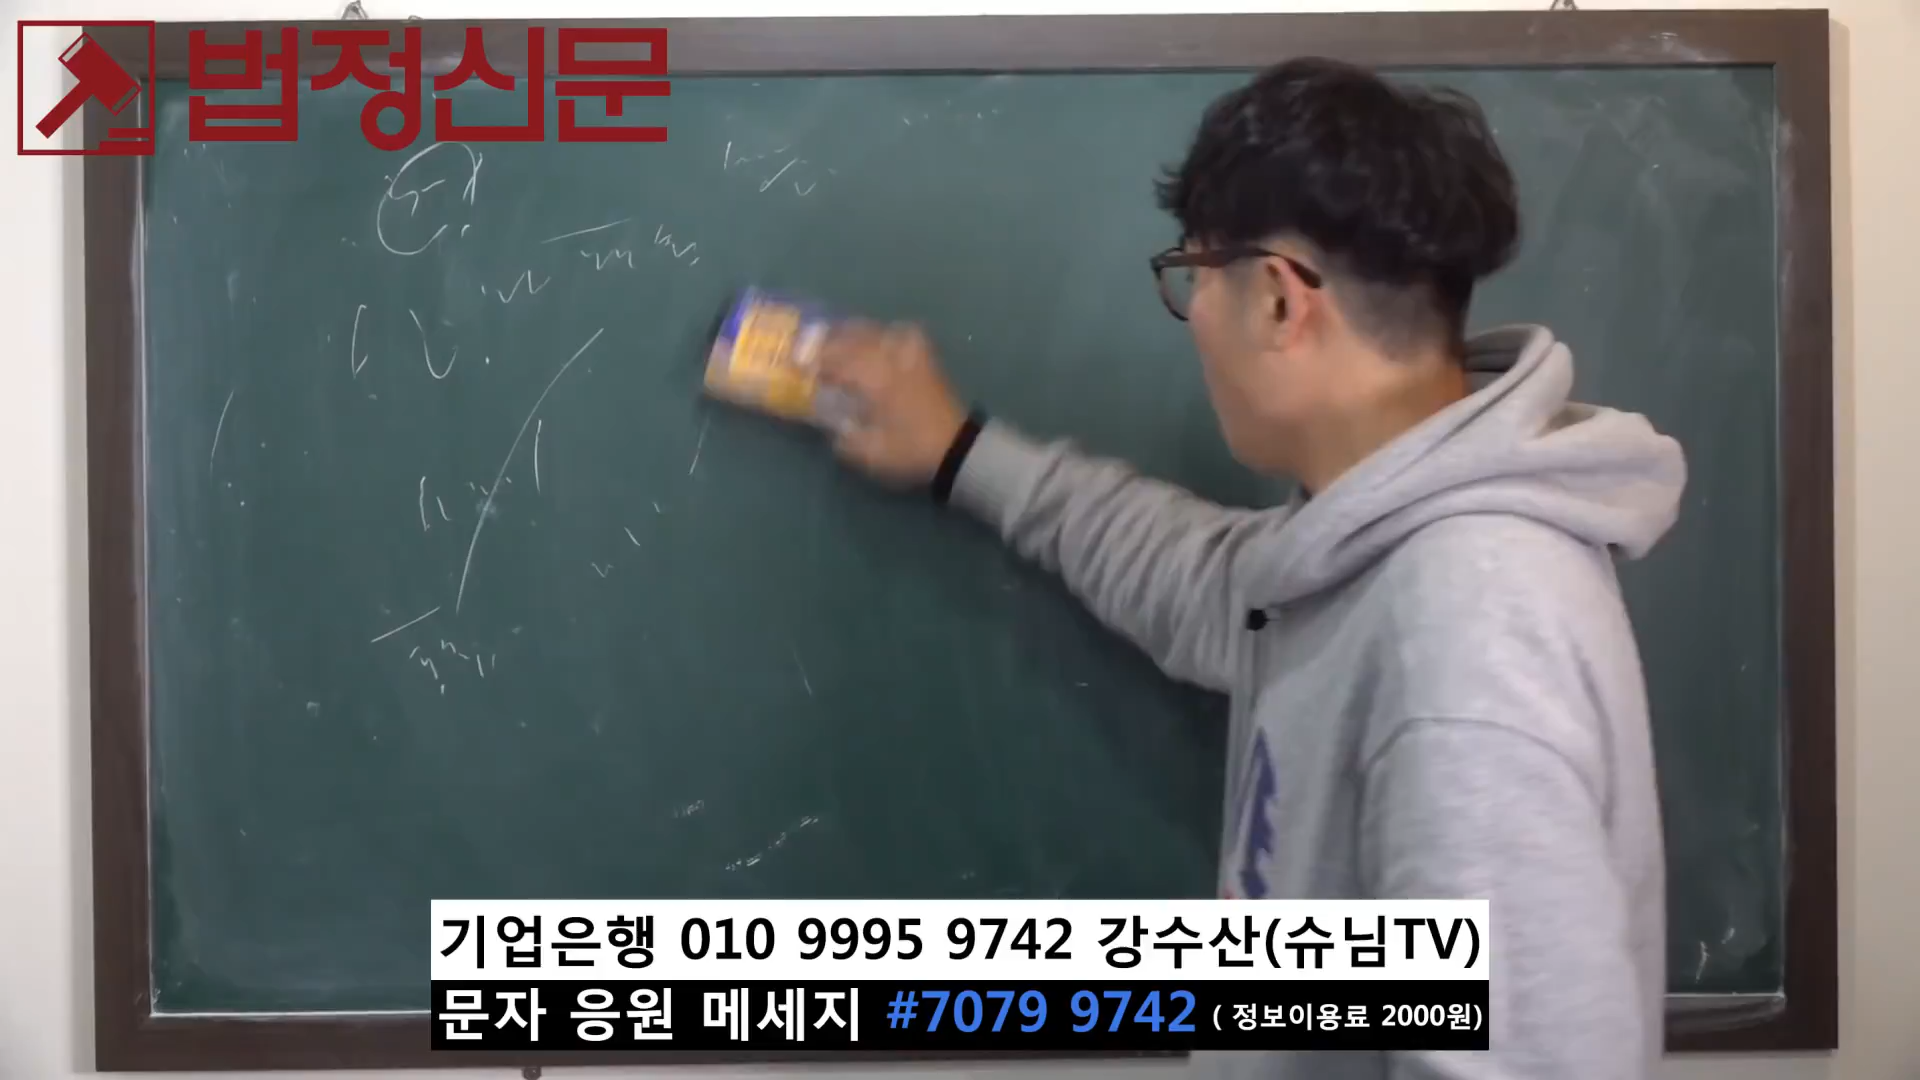 법정신문
기업은행 010 9995 9742 강수산(슈님TV)
문자 응원 메세지 #7079 9742 ( 정보이용료 2000원)